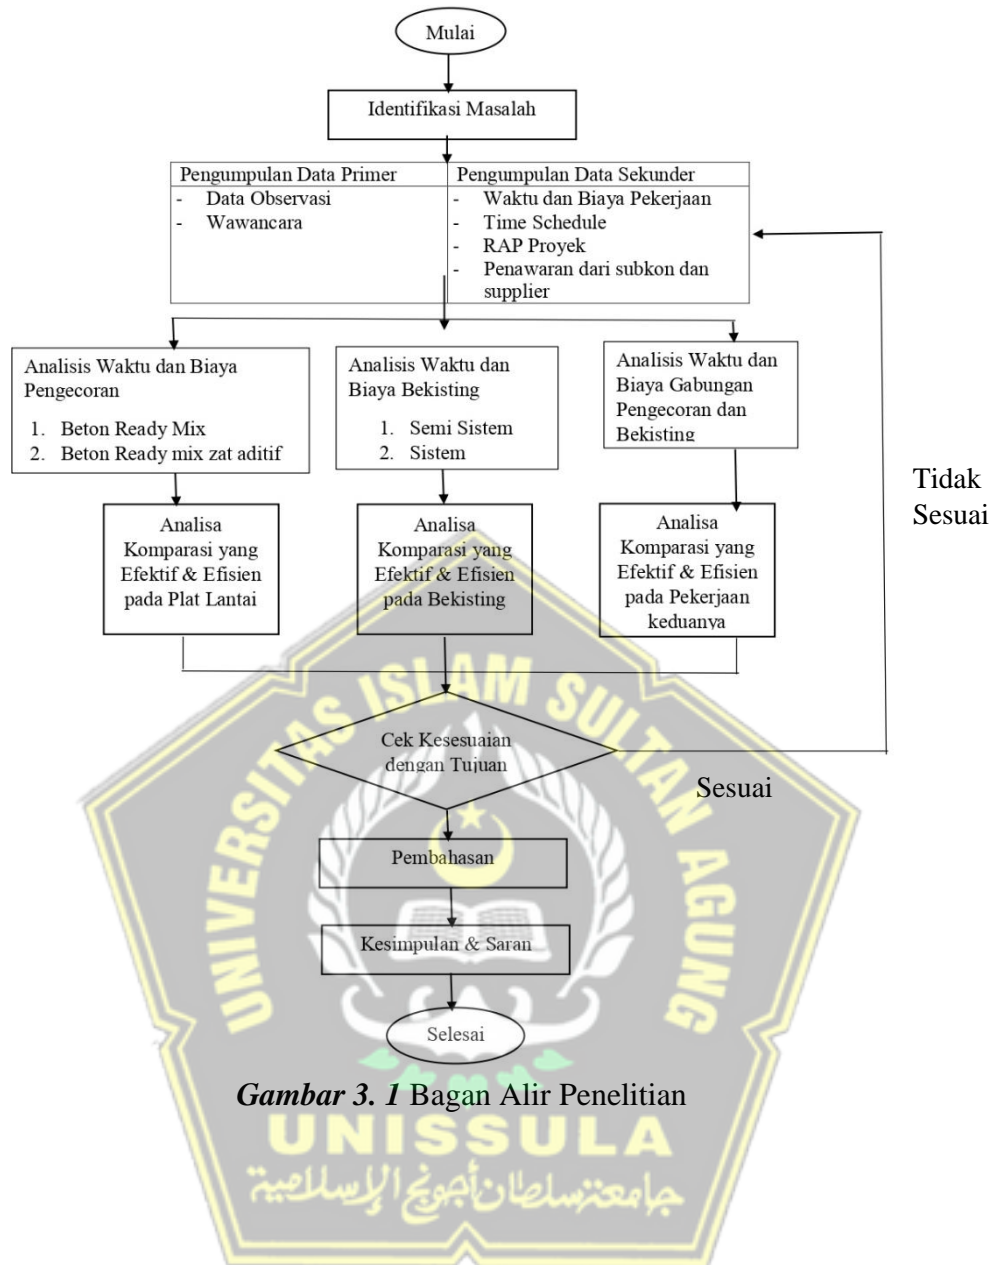 Mulai
Identifikasi Masalah
Pengumpulan Data Primer
- Data Observasi
- Wawancara
Pengumpulan Data Sekunder
- Waktu dan Biaya Pekerjaan
- Time Schedule
- RAP Proyek
- Penawaran dari subkon dan
supplier
Analisis Waktu dan Biaya
Pengecoran
1. Beton Ready Mix
2. Beton Ready mix zat aditif
Analisis Waktu dan
Biaya Bekisting
1. Semi Sistem
2. Sistem
Analisis Waktu dan
Biaya Gabungan
Pengecoran dan
Bekisting
Tidak
Sesuai
Analisa
Komparasi yang
Efektif & Efisien
pada Plat Lantai
Analisa
Komparasi yang
Efektif & Efisien
pada Bekisting
Analisa
Komparasi yang
Efektif & Efisien
pada Pekerjaan
keduanya
Cek Kesesuaian
dengan Tujuan
Sesuai
Pembahasan
Kesimpulan & Saran
Selesai
Gambar 3. 1 Bagan Alir Penelitian
UNIVERSITAS ISLAM SULTAN AGUNG
UNISSULA
جامعة سلطان أجونج الإسلامية